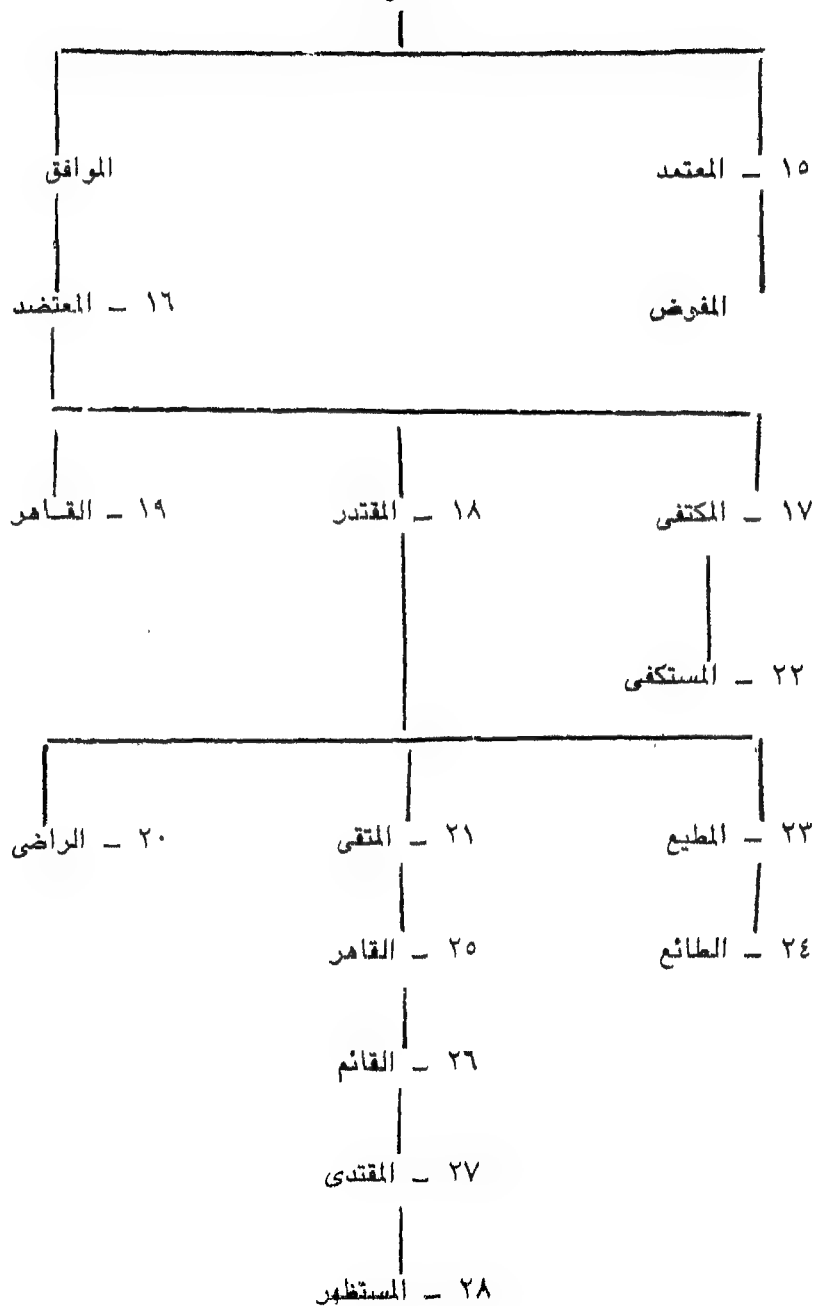 ١٥ – المعتمد
الموافق
المفوض
١٦ – المعتضد
١٧ – المكتفى
١٨ – المقتدر
١٩ – القاهر
٢٢ – المستكفى
٢٣ – المطيع
٢١ – المتقى
٢٠ – الراضى
٢٤ – الطائع
٢٥ – القاهر
٢٦ – القائم
٢٧ – المقتدى
٢٨ – المستظهر